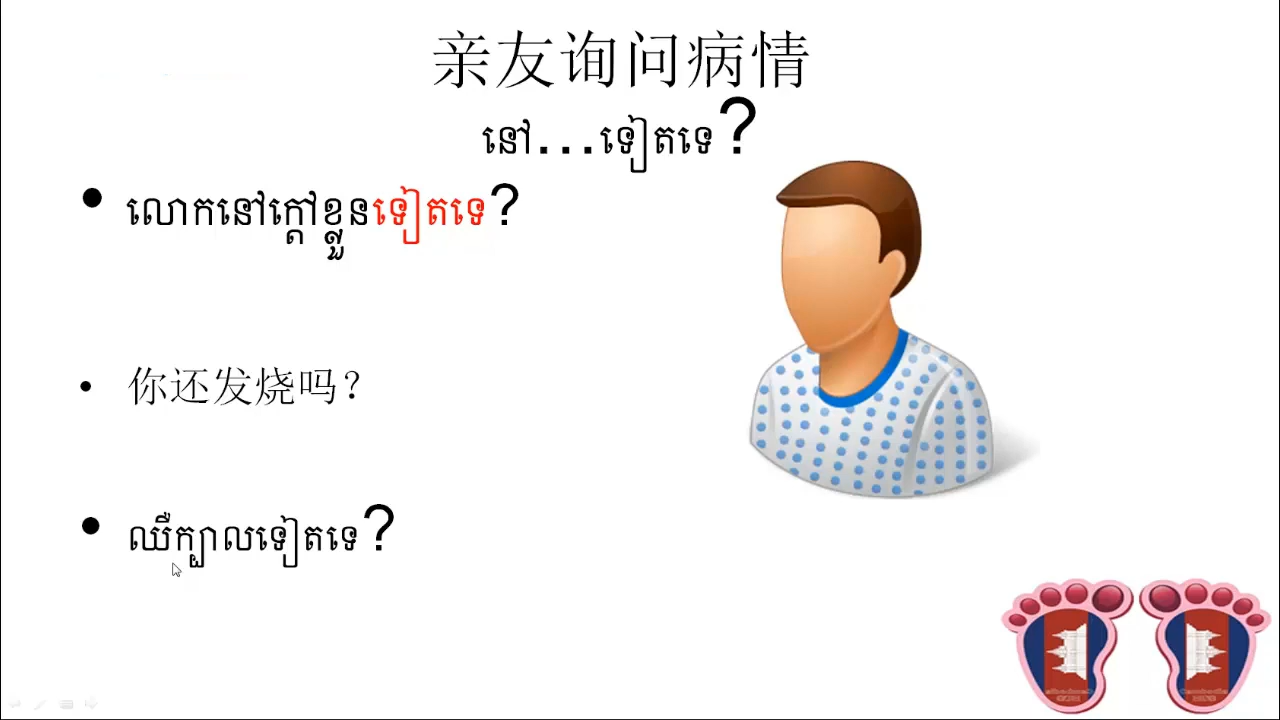 亲友询问病情
នៅ...ទៀតទេ?
• លោកនៅក្ដៅខ្លួនទៀតទេ?
• 你还发烧吗?
• ឈឺក្បាលទៀតទេ?